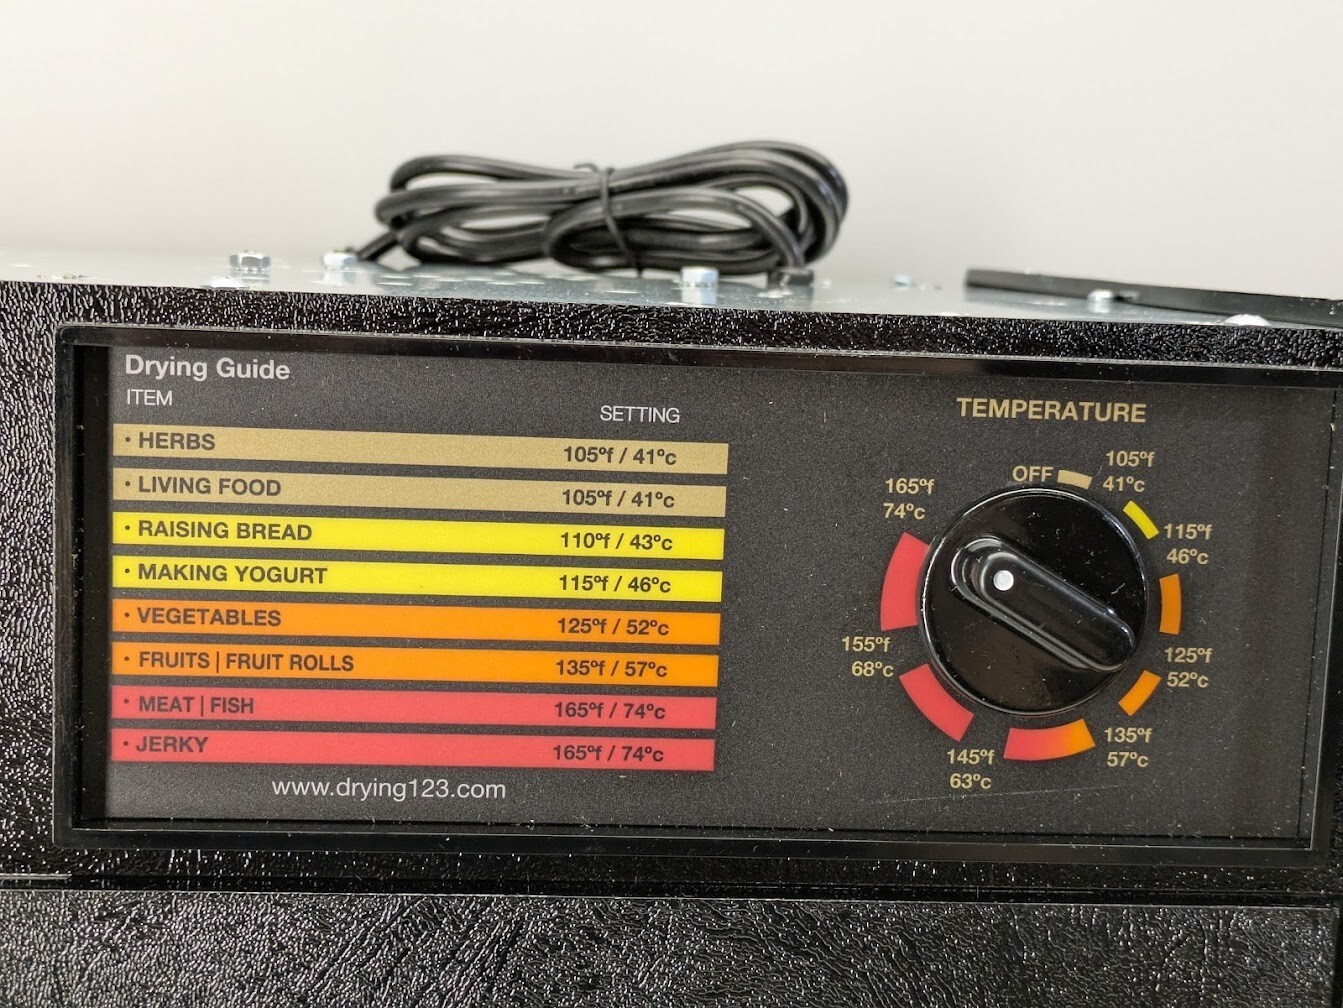 Drying Guide
ITEM
SETTING
• HERBS 105ºf / 41ºc
• LIVING FOOD 105ºf / 41ºc
• RAISING BREAD 110ºf / 43ºc
• MAKING YOGURT 115ºf / 46ºc
• VEGETABLES 125ºf / 52ºc
• FRUITS | FRUIT ROLLS 135ºf / 57ºc
• MEAT | FISH 165ºf / 74ºc
• JERKY 165ºf / 74ºc
www.drying123.com
TEMPERATURE
OFF
105ºf
41ºc
115ºf
46ºc
125ºf
52ºc
135ºf
57ºc
145ºf
63ºc
155ºf
68ºc
165ºf
74ºc